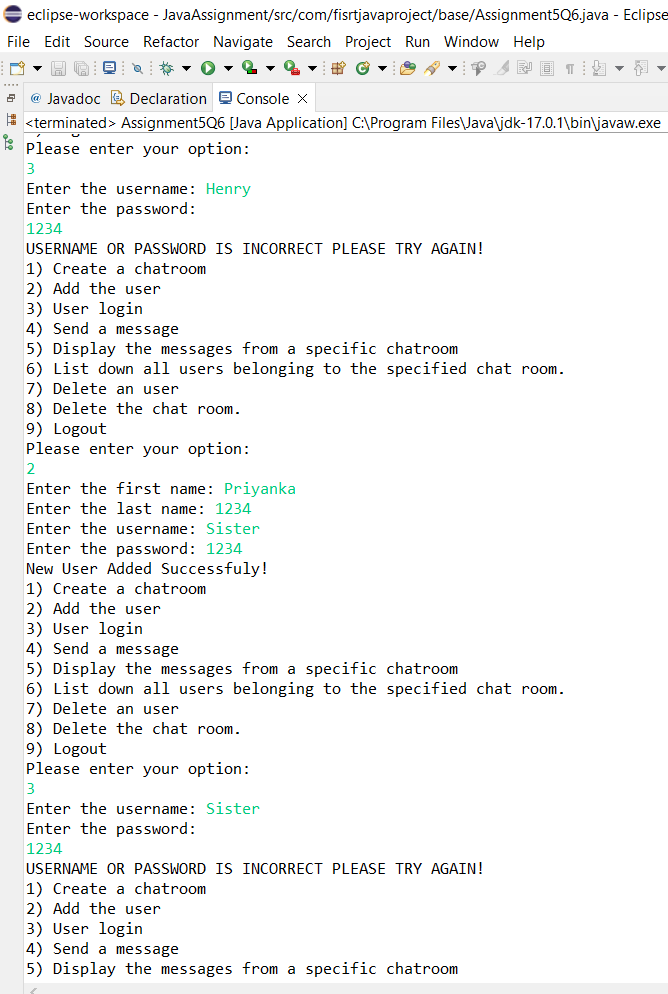 eclipse-workspace - JavaAssignment/src/com/fisrtjavaproject/base/Assignment5Q6.java - Eclipse
File Edit Source Refactor Navigate Search Project Run Window Help
@ Javadoc Declaration Console
<terminated> Assignment5Q6 [Java Application] C:\Program Files\Java\jdk-17.0.1\bin\javaw.exe
Please enter your option:
3
Enter the username: Henry
Enter the password:
1234
USERNAME OR PASSWORD IS INCORRECT PLEASE TRY AGAIN!
1) Create a chatroom
2) Add the user
3) User login
4) Send a message
5) Display the messages from a specific chatroom
6) List down all users belonging to the specified chat room.
7) Delete an user
8) Delete the chat room.
9) Logout
Please enter your option:
2
Enter the first name: Priyanka
Enter the last name: 1234
Enter the username: Sister
Enter the password: 1234
New User Added Successfuly!
1) Create a chatroom
2) Add the user
3) User login
4) Send a message
5) Display the messages from a specific chatroom
6) List down all users belonging to the specified chat room.
7) Delete an user
8) Delete the chat room.
9) Logout
Please enter your option:
3
Enter the username: Sister
Enter the password:
1234
USERNAME OR PASSWORD IS INCORRECT PLEASE TRY AGAIN!
1) Create a chatroom
2) Add the user
3) User login
4) Send a message
5) Display the messages from a specific chatroom